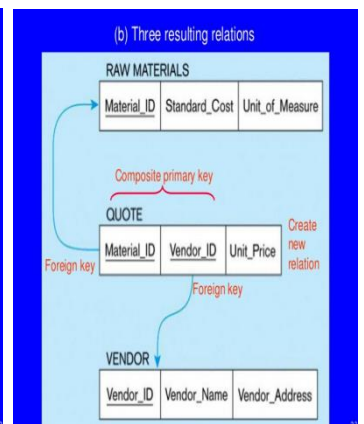 (b) Three resulting relations
RAW MATERIALS
Material_ID Standard_Cost Unit_of_Measure
Composite primary key
QUOTE
Material_ID Vendor_ID Unit_Price
Create
new
relation
Foreign key
Foreign key
VENDOR
Vendor_ID Vendor_Name Vendor_Address